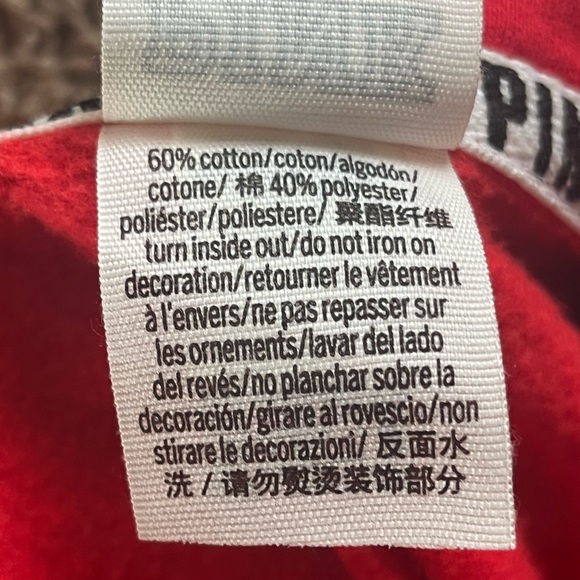 PIN
60% cotton/coton/algodón/
cotone/ 棉 40% polyester/
poliéster/poliestere/ 聚酯纤维
turn inside out/do not iron on
decoration/retourner le vêtement
à l'envers/ne pas repasser sur
les ornements/lavar del lado
del revés/no planchar sobre la
decoración/girare al rovescio/non
stirare le decorazioni/ 反面水
洗 / 请勿熨烫装饰部分